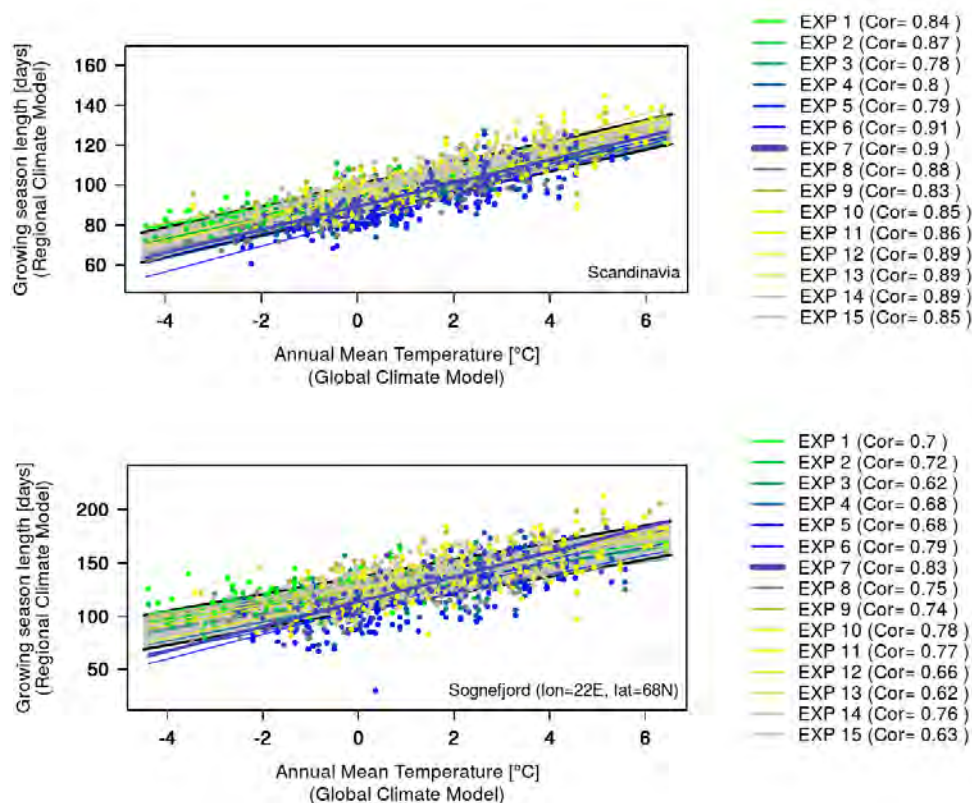 Growing season length [days]
(Regional Climate Model)
160
140
120
100
80
60
Scandinavia
-4
-2
0
2
4
6
Annual Mean Temperature [°C]
(Global Climate Model)
EXP 1 (Cor= 0.84 )
EXP 2 (Cor= 0.87 )
EXP 3 (Cor= 0.78 )
EXP 4 (Cor= 0.8 )
EXP 5 (Cor= 0.79 )
EXP 6 (Cor= 0.91 )
EXP 7 (Cor= 0.9 )
EXP 8 (Cor= 0.88 )
EXP 9 (Cor= 0.83 )
EXP 10 (Cor= 0.85 )
EXP 11 (Cor= 0.86 )
EXP 12 (Cor= 0.89 )
EXP 13 (Cor= 0.89 )
EXP 14 (Cor= 0.89 )
EXP 15 (Cor= 0.85 )
Growing season length [days]
(Regional Climate Model)
200
150
100
50
Sognefjord (lon=22E, lat=68N)
-4
-2
0
2
4
6
Annual Mean Temperature [°C]
(Global Climate Model)
EXP 1 (Cor= 0.7 )
EXP 2 (Cor= 0.72 )
EXP 3 (Cor= 0.62 )
EXP 4 (Cor= 0.68 )
EXP 5 (Cor= 0.68 )
EXP 6 (Cor= 0.79 )
EXP 7 (Cor= 0.83 )
EXP 8 (Cor= 0.75 )
EXP 9 (Cor= 0.74 )
EXP 10 (Cor= 0.78 )
EXP 11 (Cor= 0.77 )
EXP 12 (Cor= 0.66 )
EXP 13 (Cor= 0.62 )
EXP 14 (Cor= 0.76 )
EXP 15 (Cor= 0.63 )